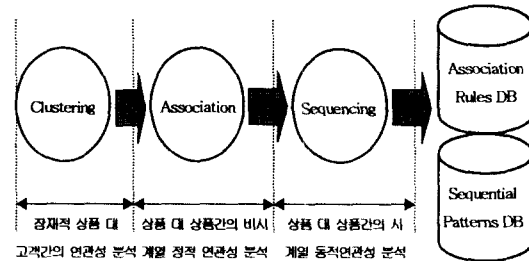 Clustering
Association
Sequencing
Association
Rules DB
Sequential
Patterns DB
잠재적 상품 대
고객간의 연관성 분석
상품 대 상품간의 비시
계열 정적 연관성 분석
상품 대 상품간의 시
계열 동적연관성 분석